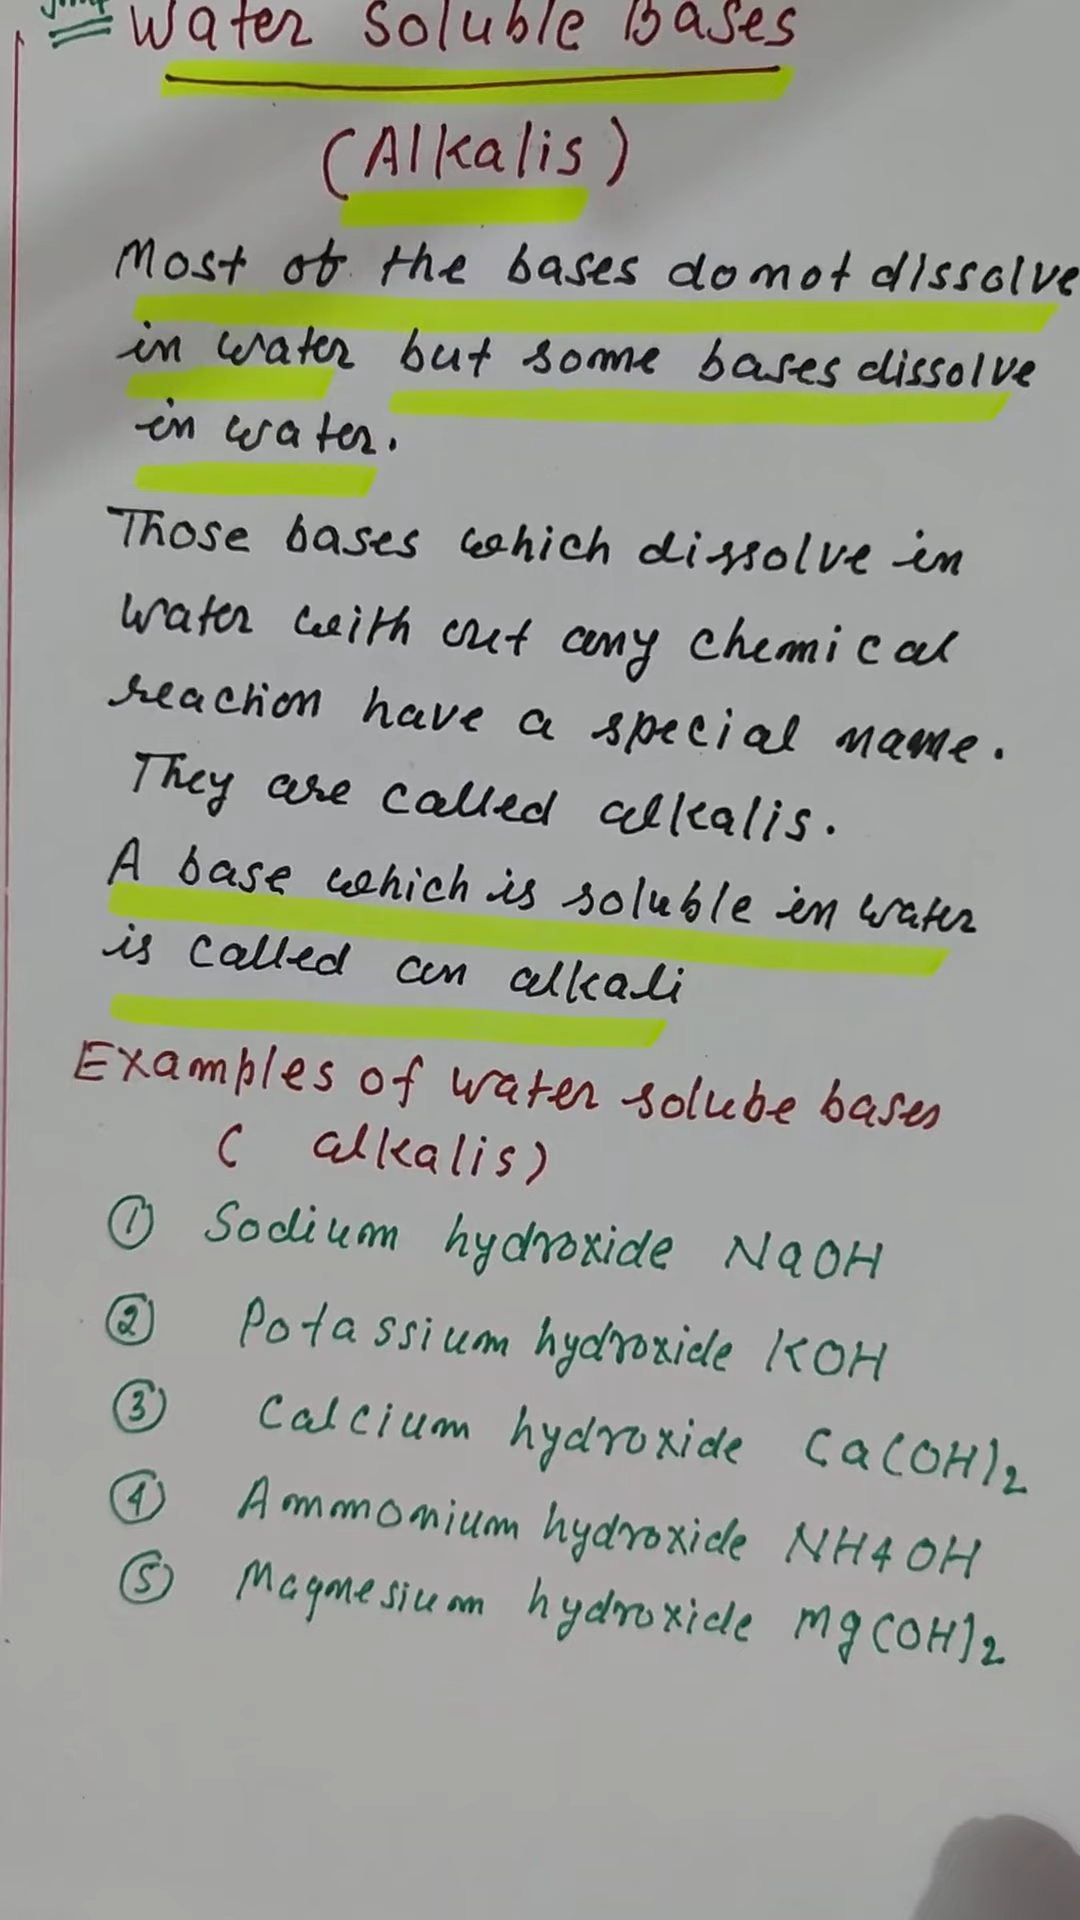 Water Soluble Bases
(Alkalis)
Most of the bases do not dissolve
in water but some bases dissolve
in water.
Those bases which dissolve in
water with out any chemical
reaction have a special name.
They are called alkalis.
A base which is soluble in water
is called an alkali
Examples of water solube bases
( alkalis)
① Sodium hydroxide NaOH
② Potassium hydroxide KOH
③ Calcium hydroxide Ca(OH)2
④ Ammonium hydroxide NH4OH
⑤ Magnesium hydroxide Mg(OH)2